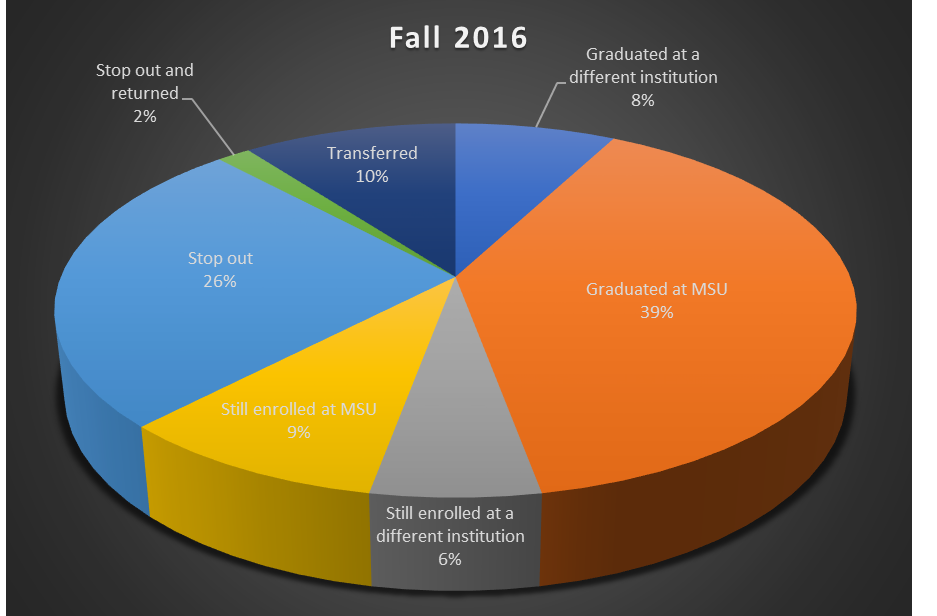 Fall 2016
Graduated at a
different institution
8%
Stop out and
returned
2%
Transferred
10%
Stop out
26%
Graduated at MSU
39%
Still enrolled at MSU
9%
Still enrolled at a
different institution
6%